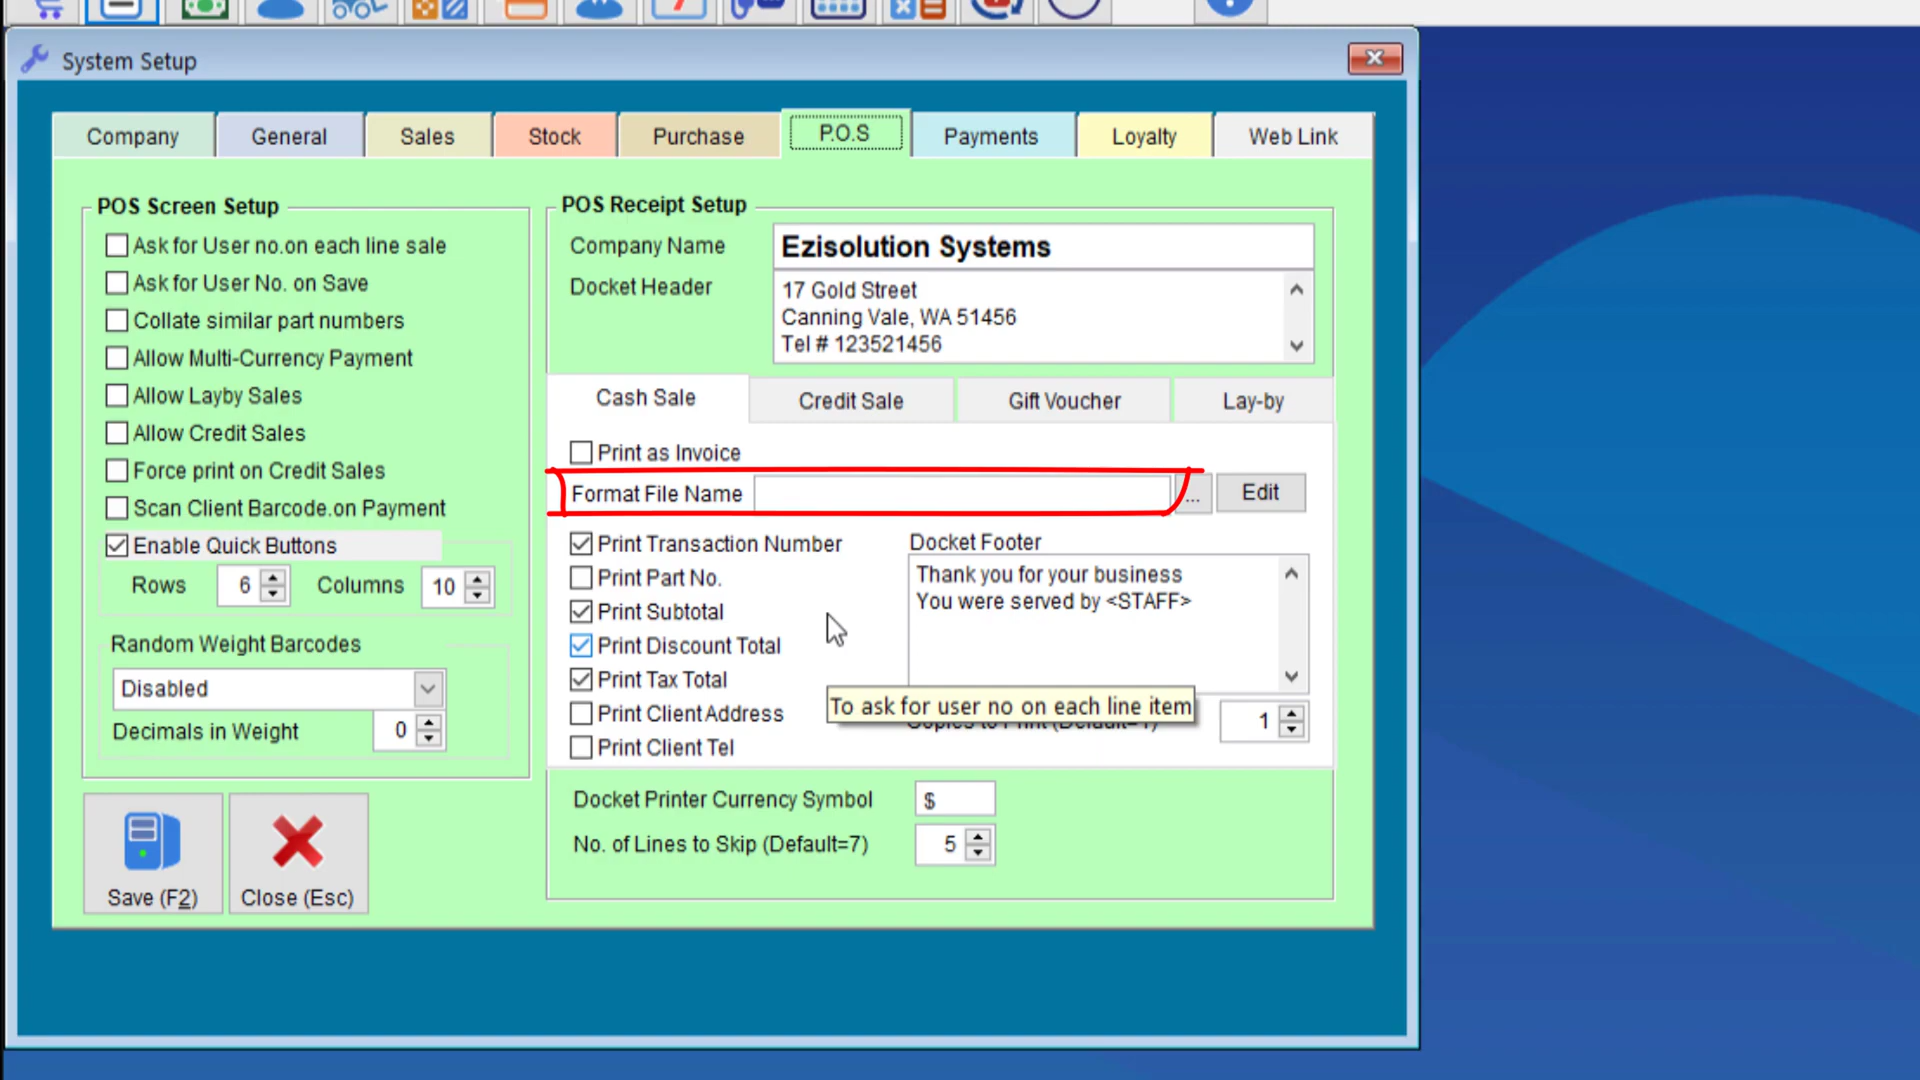 System Setup
Company
General
Sales
Stock
Purchase
P.O.S
Payments
Loyalty
Web Link
POS Screen Setup
Ask for User no.on each line sale
Ask for User No. on Save
Collate similar part numbers
Allow Multi-Currency Payment
Allow Layby Sales
Allow Credit Sales
Force print on Credit Sales
Scan Client Barcode.on Payment
Enable Quick Buttons
Rows 6 Columns 10
Random Weight Barcodes
Disabled
Decimals in Weight 0
Save (F2)
Close (Esc)
POS Receipt Setup
Company Name Ezisolution Systems
Docket Header 17 Gold Street
Canning Vale, WA 51456
Tel # 123521456
Cash Sale
Credit Sale
Gift Voucher
Lay-by
Print as Invoice
Format File Name ... Edit
Print Transaction Number
Print Part No.
Print Subtotal
Print Discount Total
Print Tax Total
Print Client Address
Print Client Tel
Docket Footer
Thank you for your business
You were served by <STAFF>
To ask for user no on each line item
Copies to Print (Default=1) 1
Docket Printer Currency Symbol $
No. of Lines to Skip (Default=7) 5